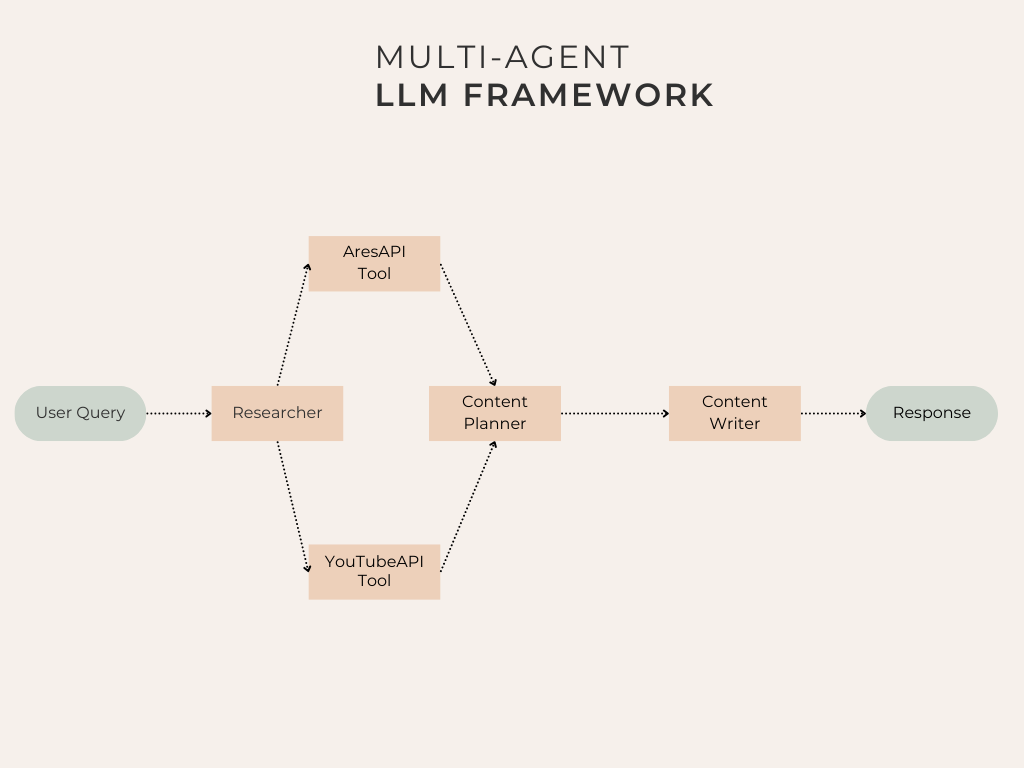 MULTI-AGENT
LLM FRAMEWORK
AresAPI
Tool
User Query
Researcher
Content
Planner
Content
Writer
Response
YouTubeAPI
Tool